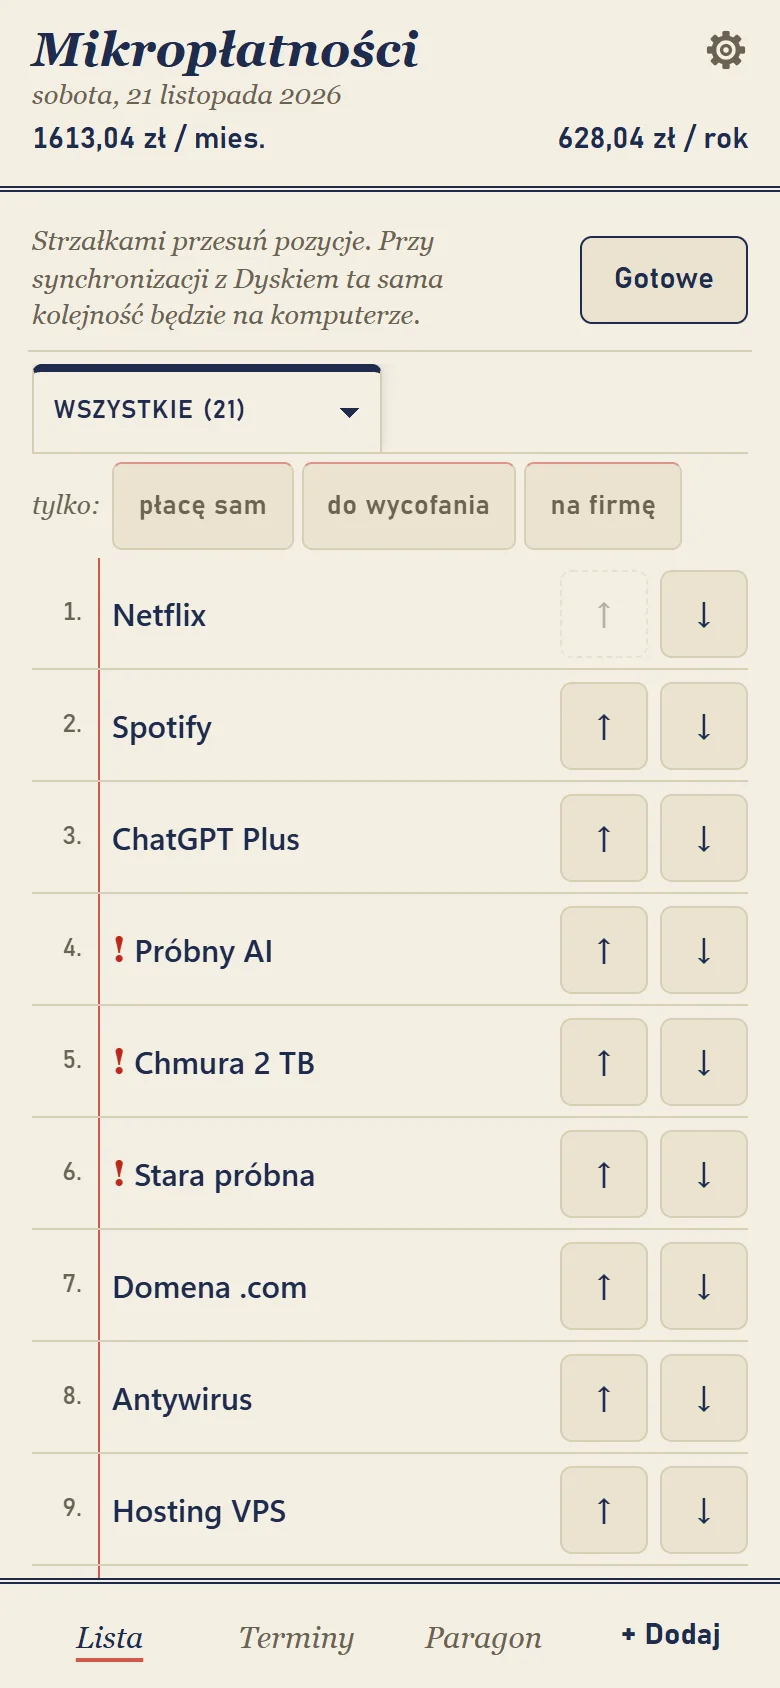 Mikropłatności
sobota, 21 listopada 2026
1613,04 zł / mies. 628,04 zł / rok
Strzałkami przesuń pozycje. Przy
synchronizacji z Dyskiem ta sama
kolejność będzie na komputerze.
Gotowe
WSZYSTKIE (21)
tylko: płacę sam do wycofania na firmę
1. Netflix ↑ ↓
2. Spotify ↑ ↓
3. ChatGPT Plus ↑ ↓
4. ! Próbny AI ↑ ↓
5. ! Chmura 2 TB ↑ ↓
6. ! Stara próbna ↑ ↓
7. Domena .com ↑ ↓
8. Antywirus ↑ ↓
9. Hosting VPS ↑ ↓
Lista Terminy Paragon + Dodaj